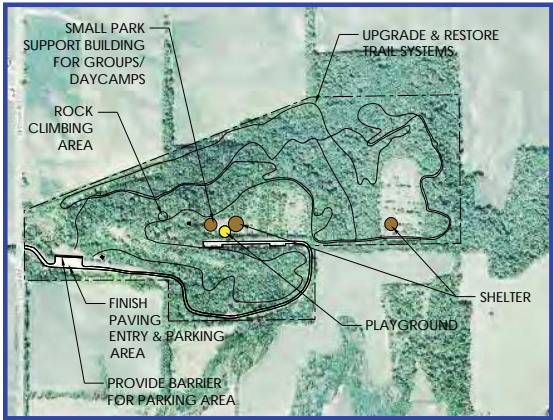 SMALL PARK
SUPPORT BUILDING
FOR GROUPS/
DAYCAMPS
UPGRADE & RESTORE
TRAIL SYSTEMS
ROCK
CLIMBING
AREA
SHELTER
PLAYGROUND
FINISH
PAVING
ENTRY & PARKING
AREA
PROVIDE BARRIER
FOR PARKING AREA